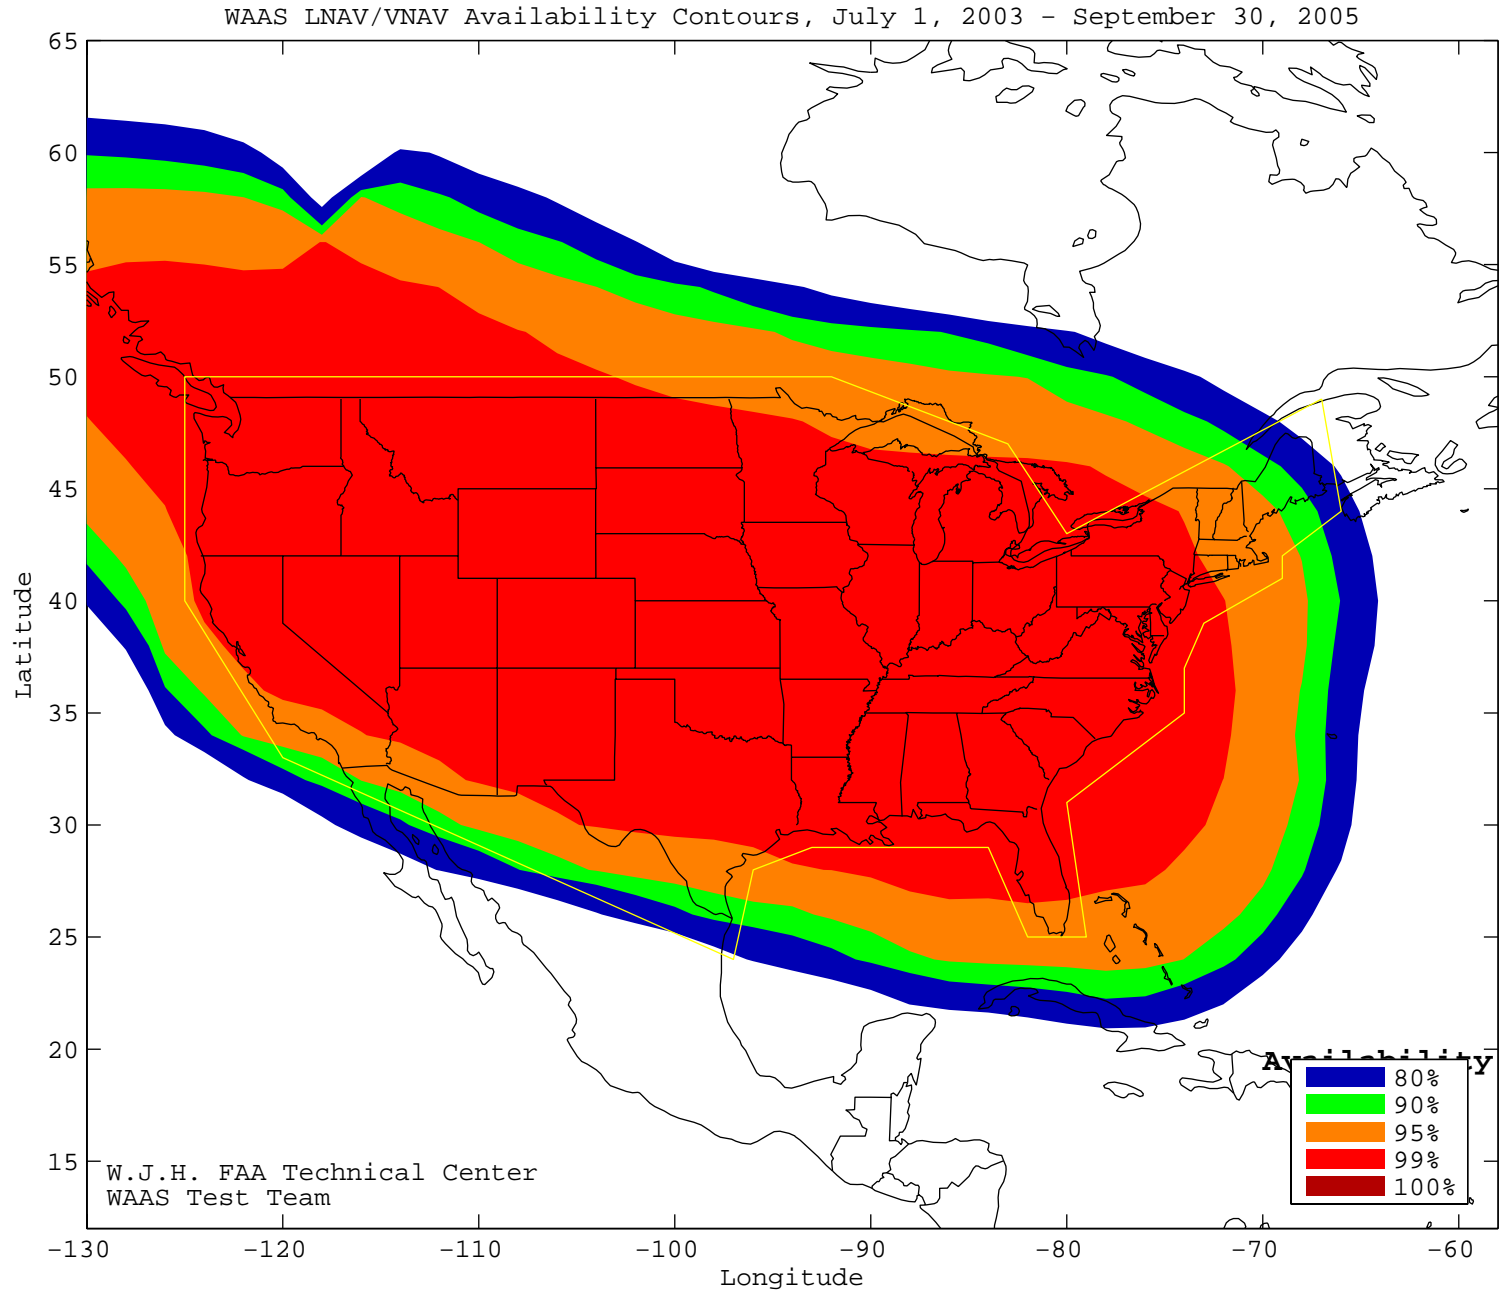 WAAS LNAV/VNAV Availability Contours, July 1, 2003 - September 30, 2005
65
60
55
50
45
40
35
30
25
20
15
Latitude
-130 -120 -110 -100 -90 -80 -70 -60
Longitude
W.J.H. FAA Technical Center
WAAS Test Team
Availability
80%
90%
95%
99%
100%